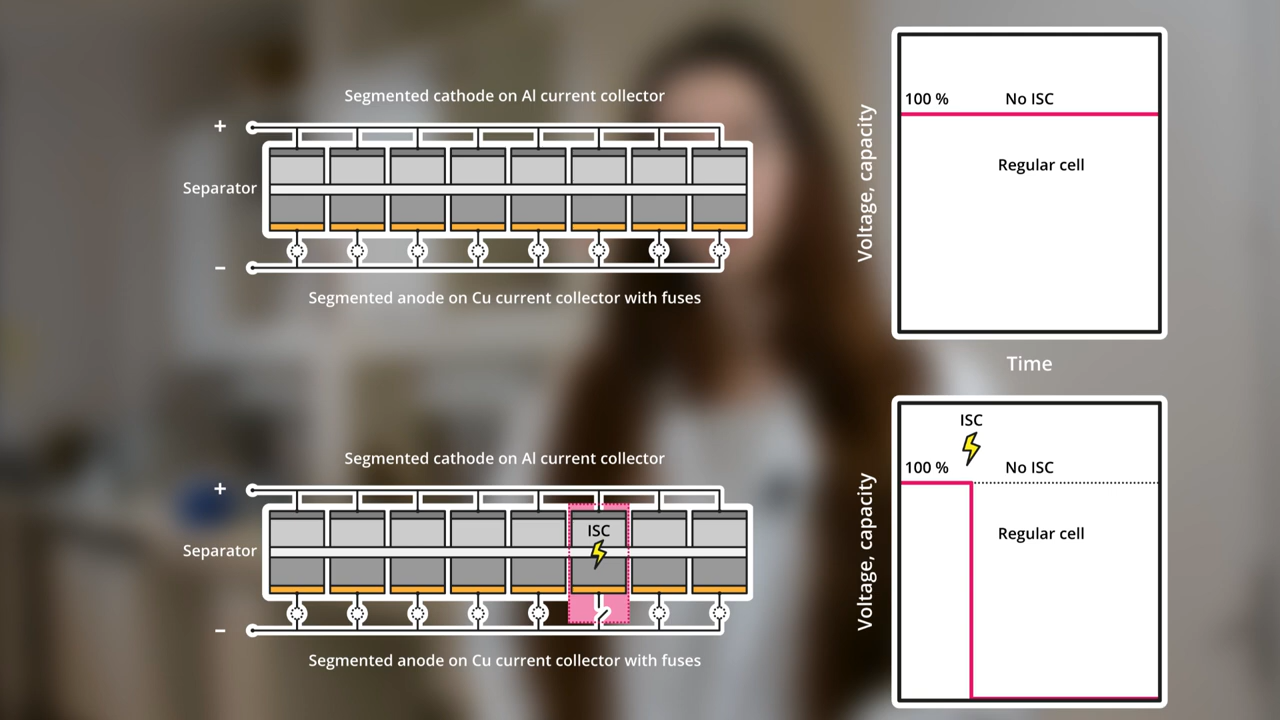 Segmented cathode on Al current collector
+
Separator
–
Segmented anode on Cu current collector with fuses
Voltage, capacity
100 %
No ISC
Regular cell
Time
Segmented cathode on Al current collector
+
Separator
ISC
–
Segmented anode on Cu current collector with fuses
Voltage, capacity
ISC
100 %
No ISC
Regular cell